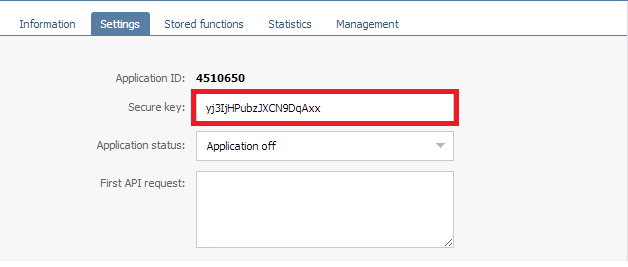 Information Settings Stored functions Statistics Management
Application ID: 4510650
Secure key: yj3IjHPubzJXCN9DqAxx
Application status: Application off
First API request: